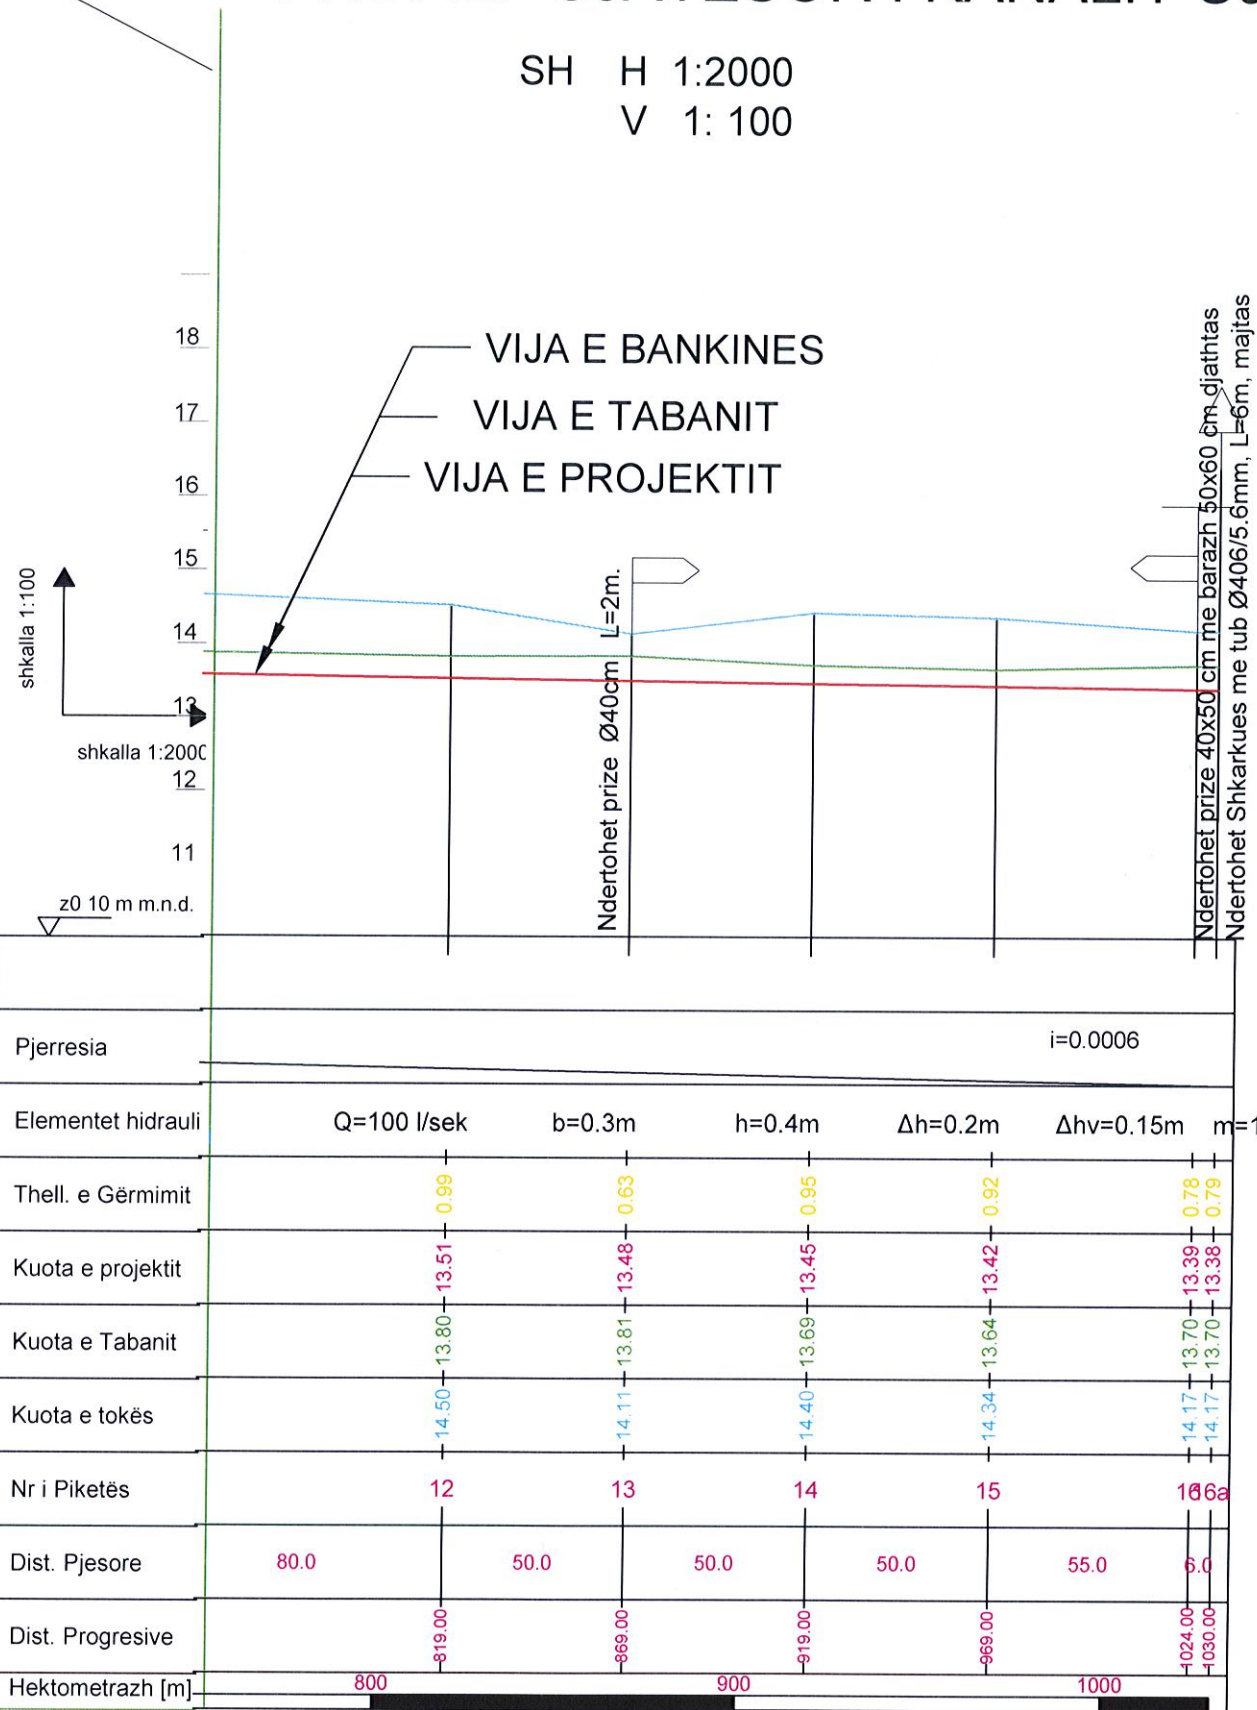 SH H 1:2000
V 1: 100
18
17
16
15
14
13
12
11
shkalla 1:100
shkalla 1:2000
z0 10 m m.n.d.
VIJA E BANKINES
VIJA E TABANIT
VIJA E PROJEKTIT
Ndertohet prize Ø40cm L=2m.
Ndertohet prize 40x50 cm me barazh 50x60 cm djathtas
Ndertohet Shkarkues me tub Ø406/5.6mm, L=6m, majtas
Pjerresia i=0.0006
Elementet hidrauli Q=100 l/sek b=0.3m h=0.4m Δh=0.2m Δhv=0.15m m=1
Thell. e Gërmimit 0.99 0.63 0.95 0.92 0.78 0.79
Kuota e projektit 13.51 13.48 13.45 13.42 13.39 13.38
Kuota e Tabanit 13.80 13.81 13.69 13.64 13.70 13.70
Kuota e tokës 14.50 14.11 14.40 14.34 14.17 14.17
Nr i Piketës 12 13 14 15 16 16a
Dist. Pjesore 80.0 50.0 50.0 50.0 55.0 6.0
Dist. Progresive 819.00 869.00 919.00 969.00 1024.00 1030.00
Hektometrazh [m] 800 900 1000